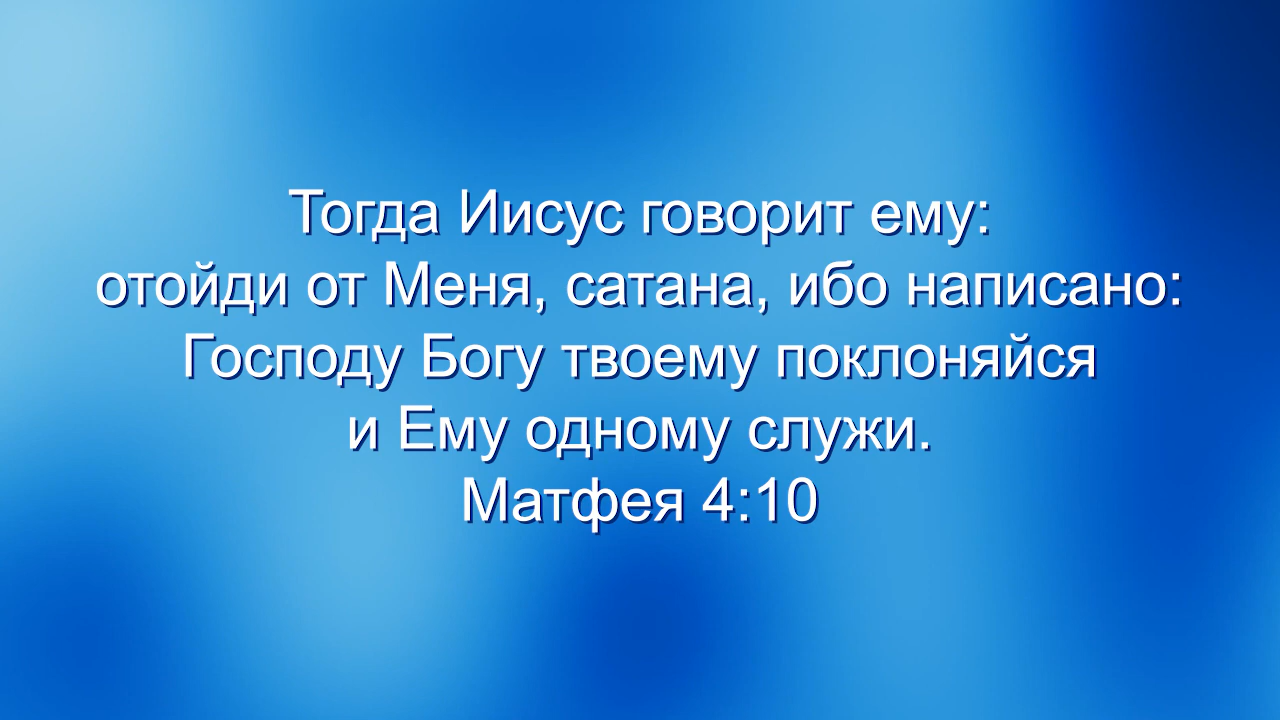 Тогда Иисус говорит ему:
отойди от Меня, сатана, ибо написано:
Господу Богу твоему поклоняйся
и Ему одному служи.
Матфея 4:10